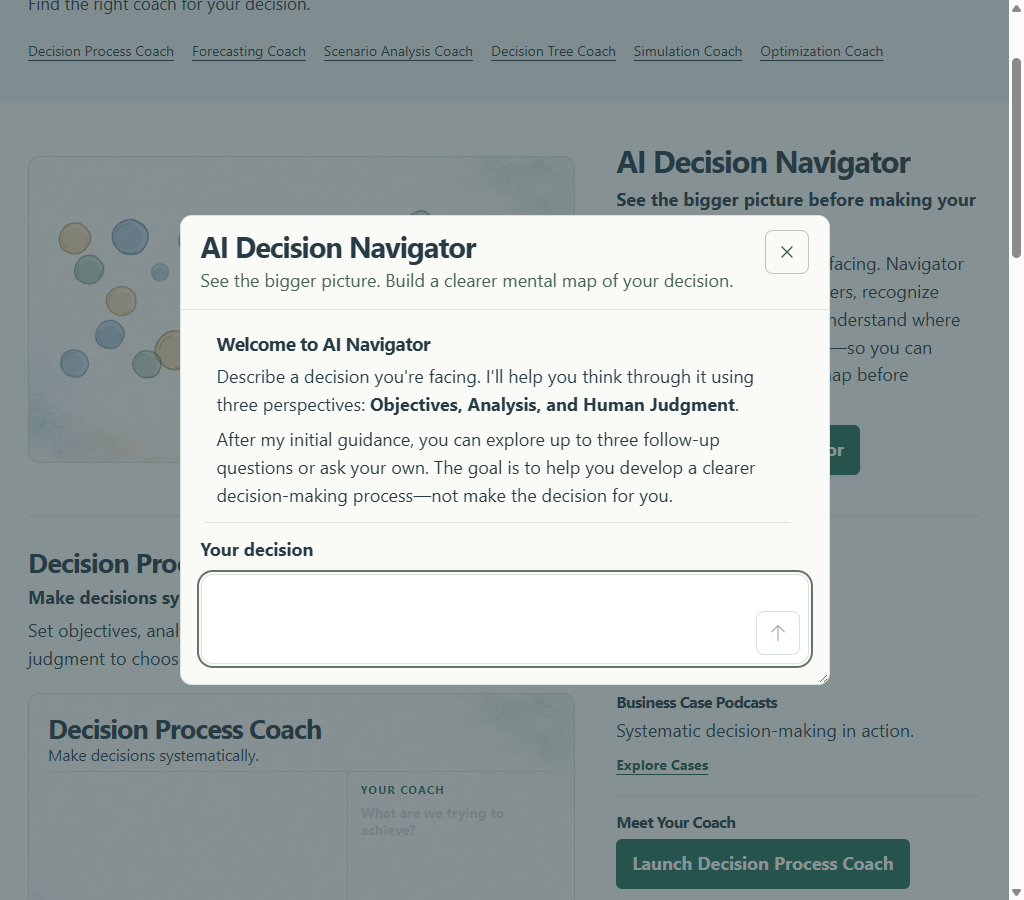 Find the right coach for your decision.
Decision Process Coach
Forecasting Coach
Scenario Analysis Coach
Decision Tree Coach
Simulation Coach
Optimization Coach
AI Decision Navigator
See the bigger picture before making your
facing. Navigator
ers, recognize
nderstand where
—so you can
ap before
or
AI Decision Navigator
See the bigger picture. Build a clearer mental map of your decision.
Welcome to AI Navigator
Describe a decision you're facing. I'll help you think through it using
three perspectives: Objectives, Analysis, and Human Judgment.
After my initial guidance, you can explore up to three follow-up
questions or ask your own. The goal is to help you develop a clearer
decision-making process—not make the decision for you.
Your decision
Decision Pro
Make decisions sy
Set objectives, anal
judgment to choos
Decision Process Coach
Make decisions systematically.
YOUR COACH
What are we trying to
achieve?
Business Case Podcasts
Systematic decision-making in action.
Explore Cases
Meet Your Coach
Launch Decision Process Coach